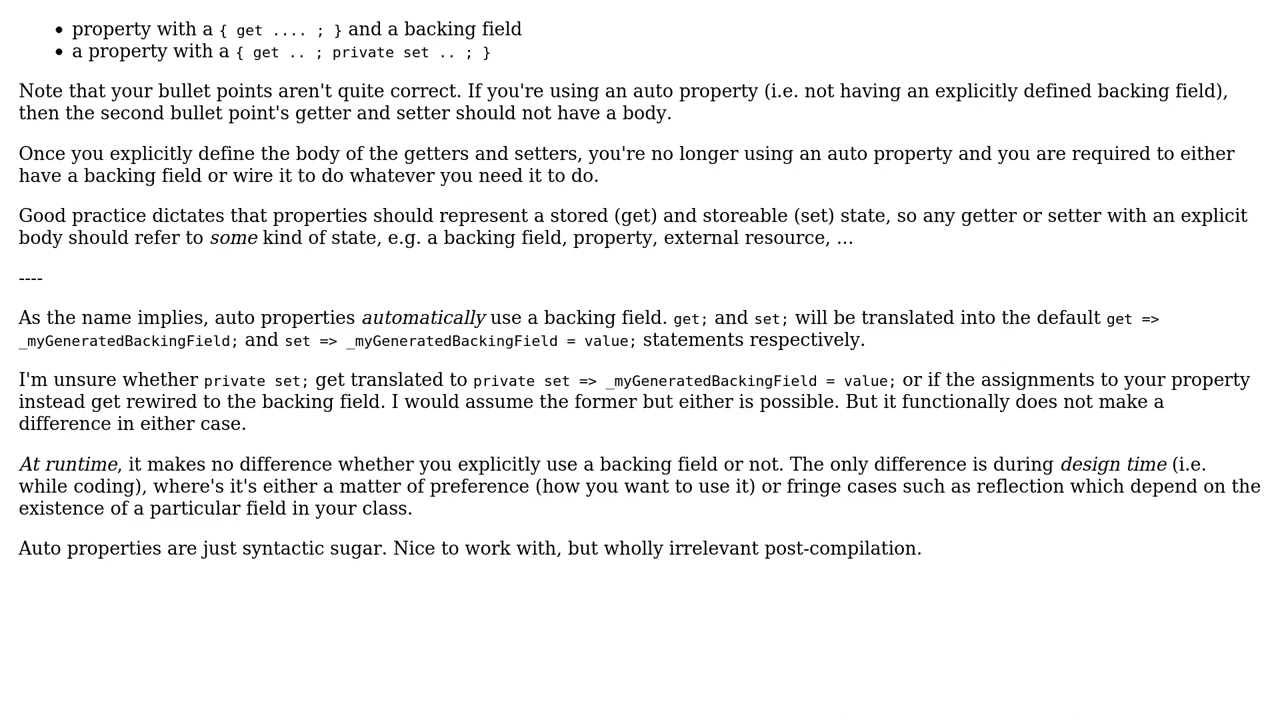 • property with a { get .... ; } and a backing field
• a property with a { get .. ; private set .. ; }
Note that your bullet points aren't quite correct. If you're using an auto property (i.e. not having an explicitly defined backing field),
then the second bullet point's getter and setter should not have a body.
Once you explicitly define the body of the getters and setters, you're no longer using an auto property and you are required to either
have a backing field or wire it to do whatever you need it to do.
Good practice dictates that properties should represent a stored (get) and storeable (set) state, so any getter or setter with an explicit
body should refer to some kind of state, e.g. a backing field, property, external resource, ...
----
As the name implies, auto properties automatically use a backing field. get; and set; will be translated into the default get =>
_myGeneratedBackingField; and set => _myGeneratedBackingField = value; statements respectively.
I'm unsure whether private set; get translated to private set => _myGeneratedBackingField = value; or if the assignments to your property
instead get rewired to the backing field. I would assume the former but either is possible. But it functionally does not make a
difference in either case.
At runtime, it makes no difference whether you explicitly use a backing field or not. The only difference is during design time (i.e.
while coding), where's it's either a matter of preference (how you want to use it) or fringe cases such as reflection which depend on the
existence of a particular field in your class.
Auto properties are just syntactic sugar. Nice to work with, but wholly irrelevant post-compilation.